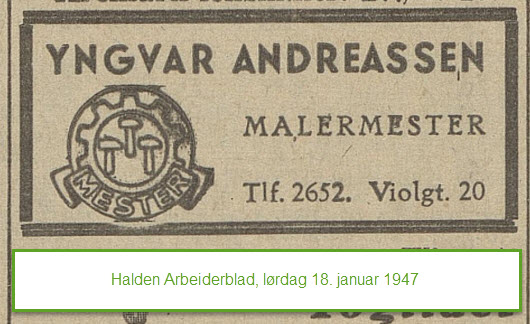 YNGVAR ANDREASSEN
MALERMESTER
MESTER
Tlf. 2652. Violgt. 20
Halden Arbeiderblad, lørdag 18. januar 1947